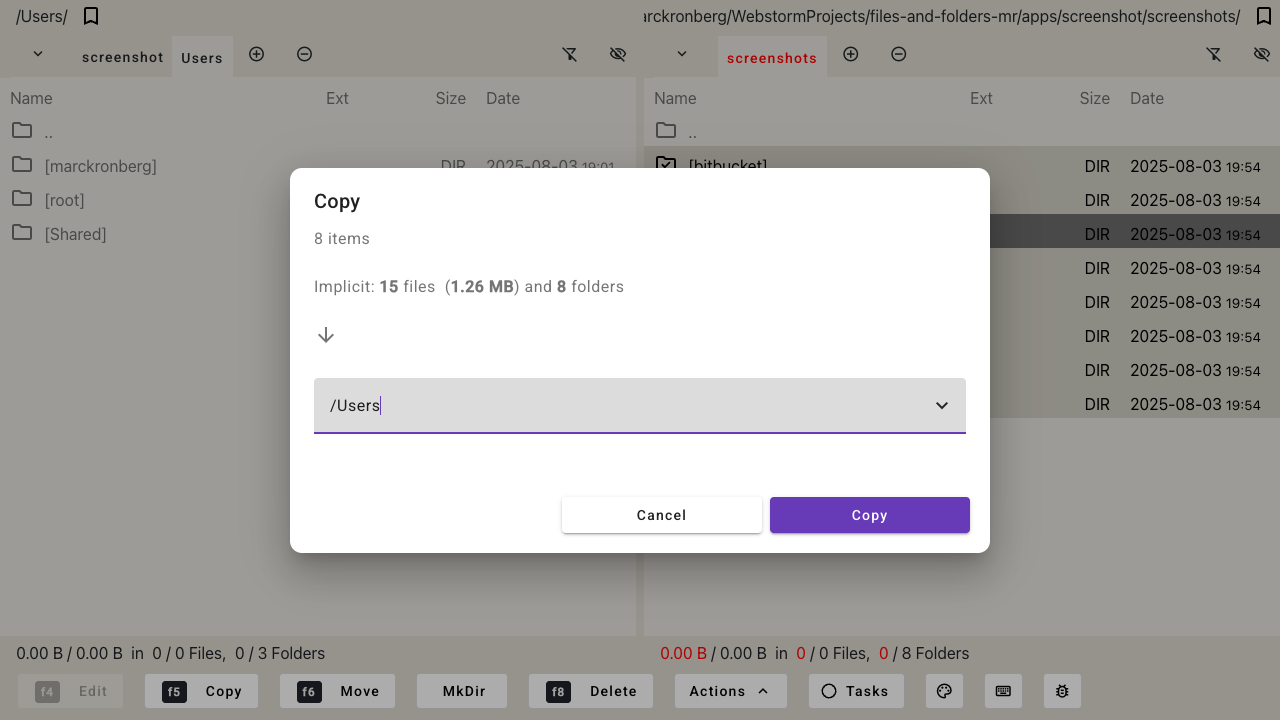 /Users/
arckronberg/WebstormProjects/files-and-folders-mr/apps/screenshot/screenshots/
screenshot Users
screenshots
Name Ext Size Date
Name Ext Size Date
..
..
[marckronberg] DIR 2025-08-03 19:01
[bitbucket] DIR 2025-08-03 19:54
[root]
DIR 2025-08-03 19:54
[Shared]
DIR 2025-08-03 19:54
DIR 2025-08-03 19:54
DIR 2025-08-03 19:54
DIR 2025-08-03 19:54
DIR 2025-08-03 19:54
DIR 2025-08-03 19:54
Copy
8 items
Implicit: 15 files (1.26 MB) and 8 folders
/Users
Cancel Copy
0.00 B / 0.00 B in 0 / 0 Files, 0 / 3 Folders
0.00 B / 0.00 B in 0 / 0 Files, 0 / 8 Folders
f4 Edit f5 Copy f6 Move MkDir f8 Delete Actions Tasks